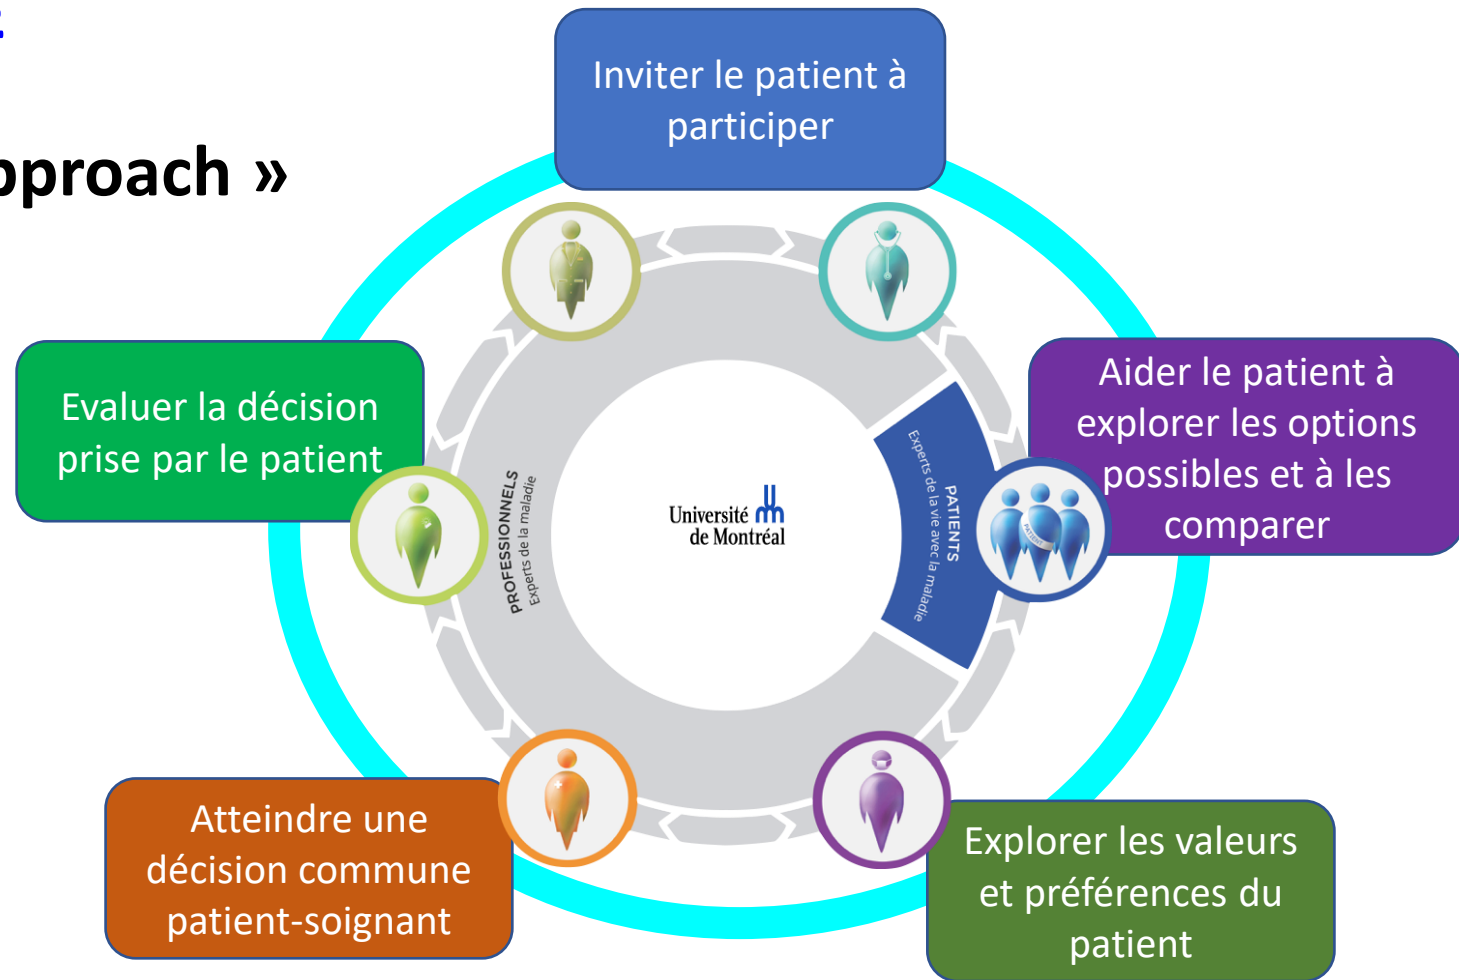 pproach »
Inviter le patient à
participer
Aider le patient à
explorer les options
possibles et à les
comparer
Evaluer la décision
prise par le patient
PROFESSIONNELS
Experts de la maladie
Université
de Montréal
PATIENTS
Experts de la vie avec la maladie
PATIENT
Atteindre une
décision commune
patient-soignant
Explorer les valeurs
et préférences du
patient